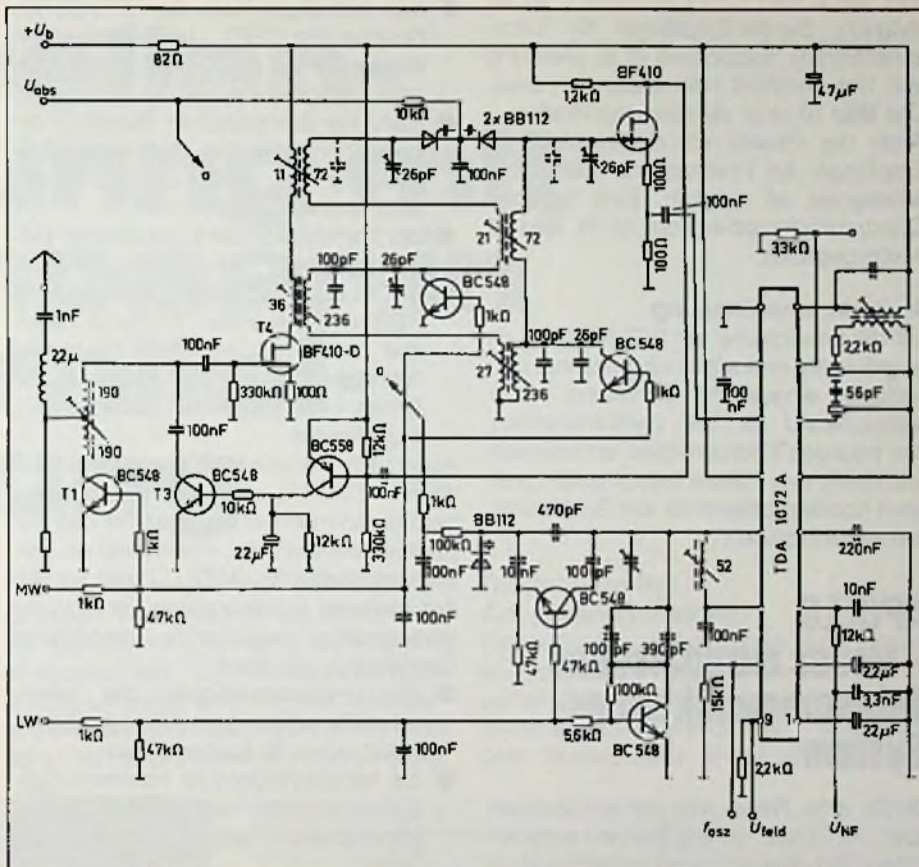 +Ub
82Ω
Uabs
10kΩ
2x BB112
1,2kΩ
BF410
47µF
a
11
72
26pF
100nF
26pF
100Ω
100nF
100Ω
21
72
33kΩ
100pF
26pF
36
236
BC548
1kΩ
T4
BF410-D
1nF
22µ
100nF
330kΩ
100Ω
27
236
100pF
26pF
BC548
1kΩ
100nF
2,2kΩ
56pF
190
190
100nF
a
BC558
12kΩ
T1
BC548
T3
BC548
10kΩ
22µF
12kΩ
330kΩ
100nF
1kΩ
1kΩ
100kΩ
BB112
470pF
52
TDA 1072 A
220nF
100nF
10nF
100pF
BC548
MW
1kΩ
47kΩ
100nF
47kΩ
47kΩ
100pF
390pF
100nF
10nF
12kΩ
100kΩ
15kΩ
2,2µF
3,3nF
22µF
LW
1kΩ
47kΩ
100nF
5,6kΩ
BC548
9
1
2,2kΩ
fosz
Ufeld
UNF